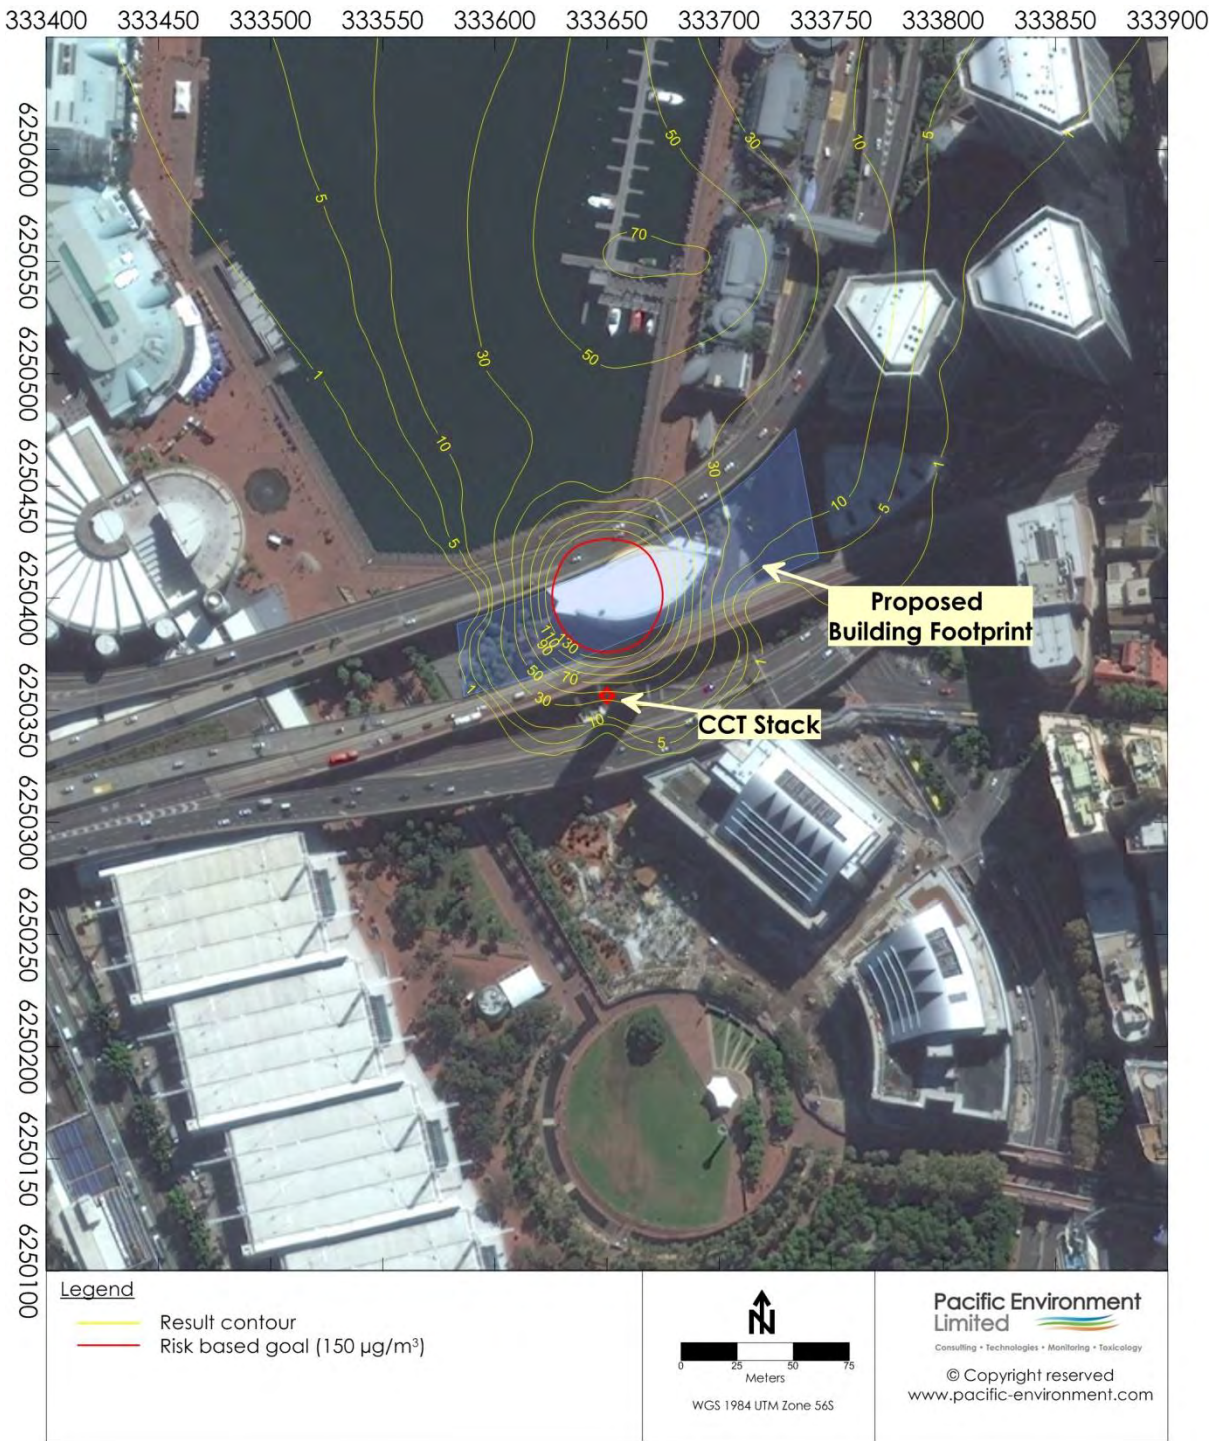 333400 333450 333500 333550 333600 333650 333700 333750 333800 333850 333900
6250600
6250550
6250500
6250450
6250400
6250350
6250300
6250250
6250200
6250150
6250100
50
30
10
5
1
5
70
30
50
1
10
30
1
10
5
5
Proposed
Building Footprint
110
130
90
70
50
1
30
1
10
5
CCT Stack
Legend
Result contour
Risk based goal (150 µg/m³)
N
0 25 50 75
Meters
WGS 1984 UTM Zone 56S
Pacific Environment
Limited
Consulting • Technologies • Monitoring • Toxicology
© Copyright reserved
www.pacific-environment.com